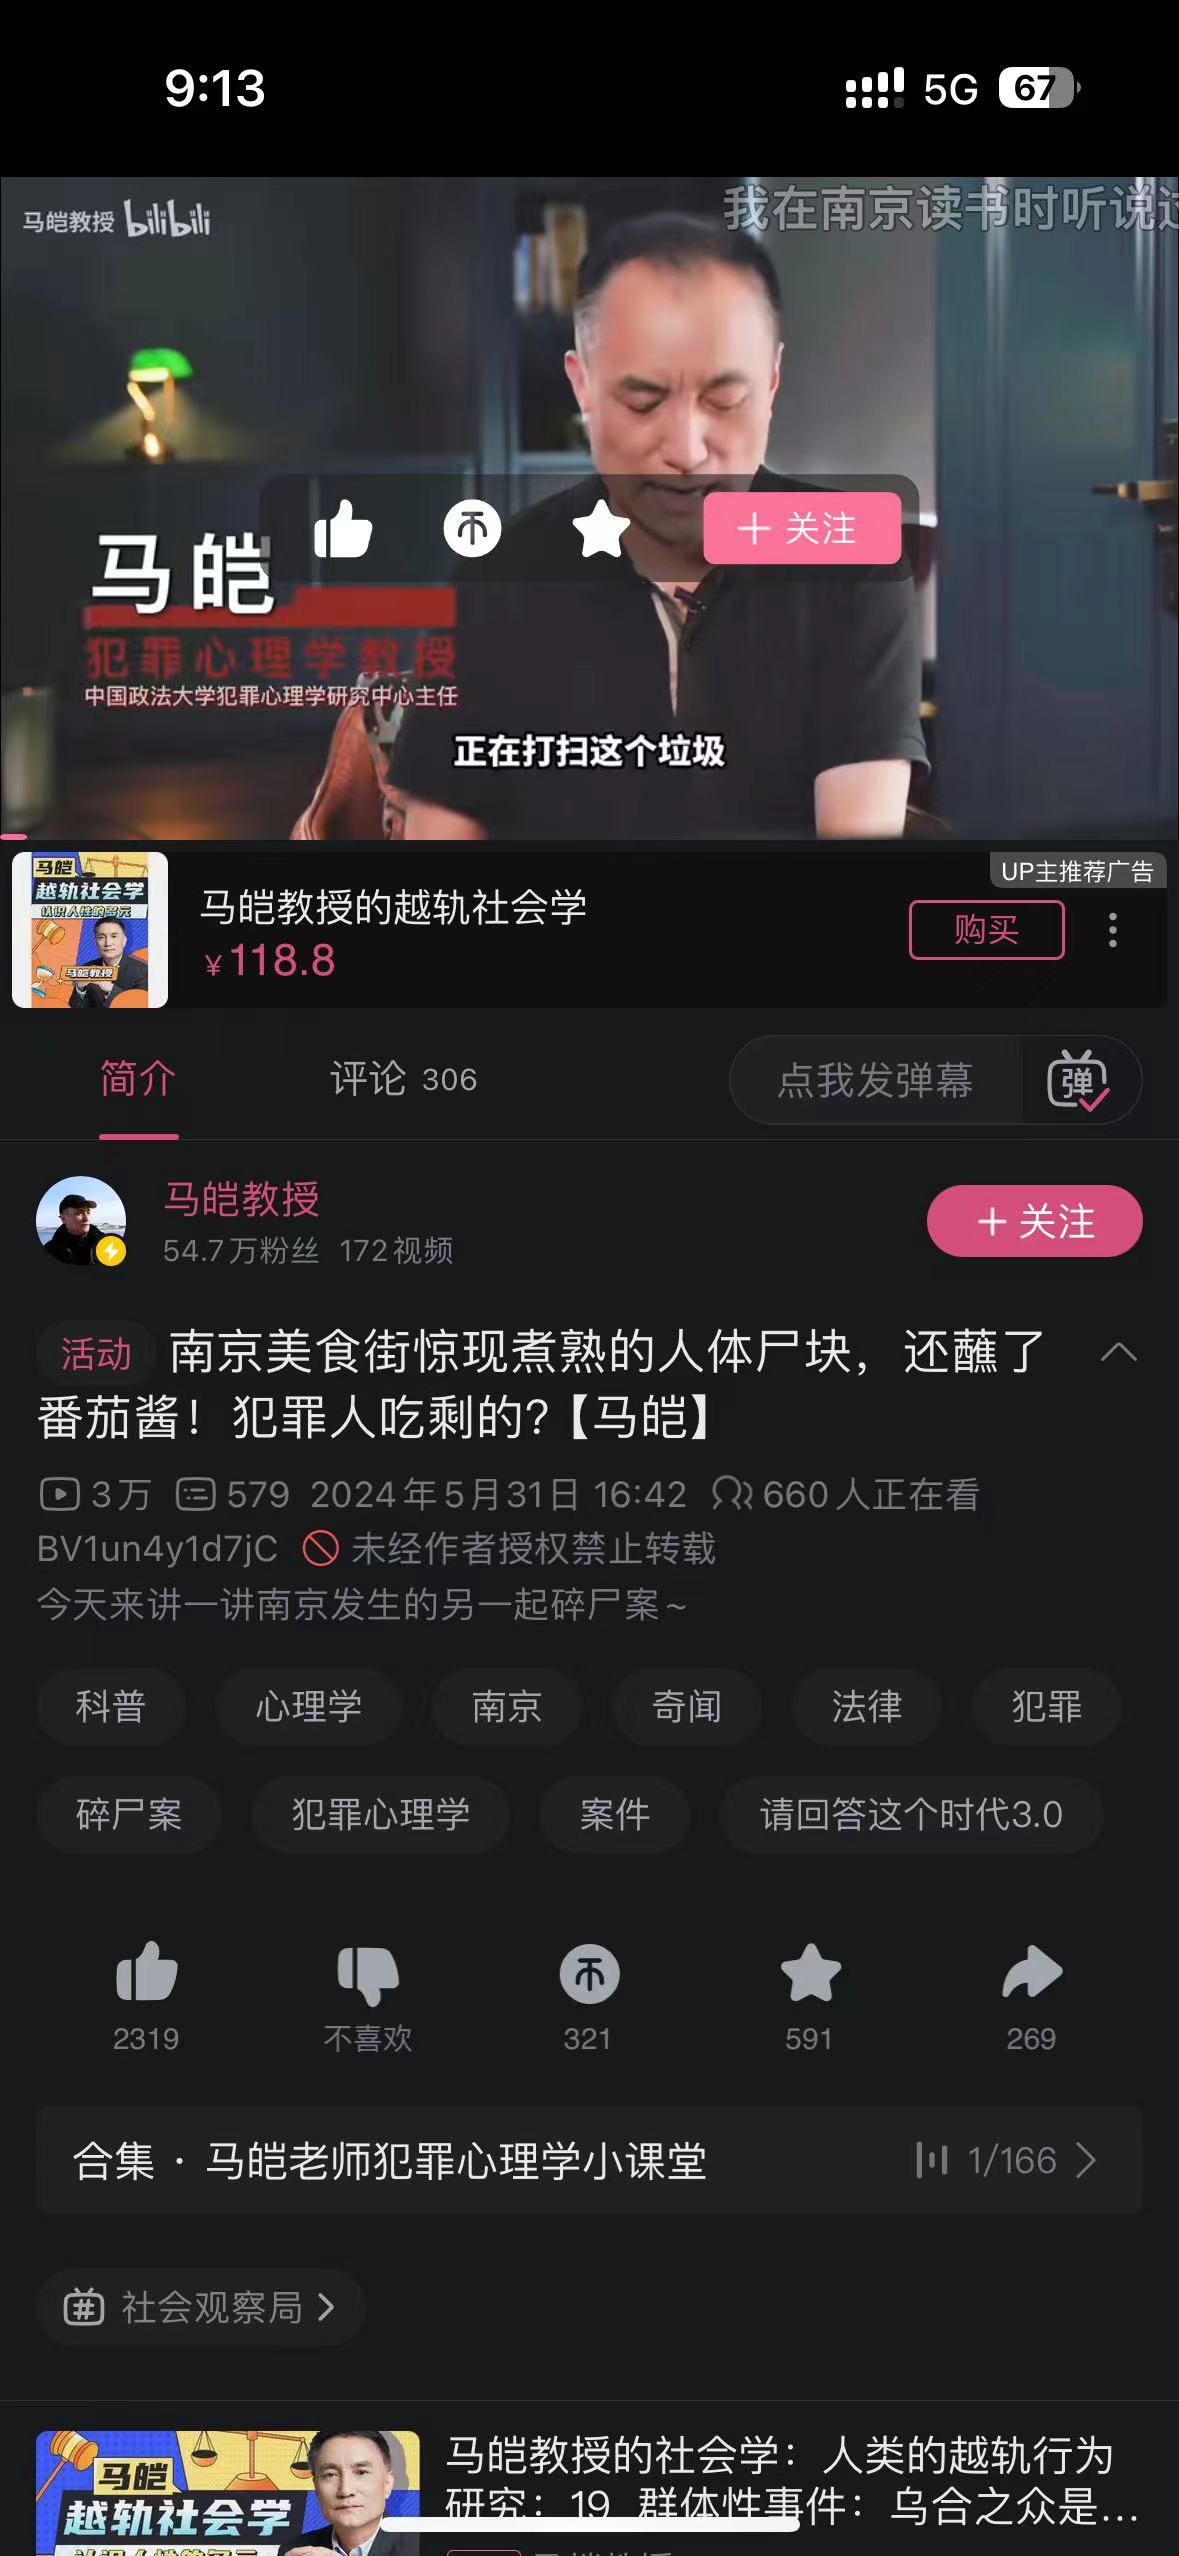 9:13
5G 67
马皑教授 bilibili
我在南京读书时听说
马皑
犯罪心理学教授
中国政法大学犯罪心理学研究中心主任
+ 关注
正在打扫这个垃圾
UP主推荐广告
马皑
越轨社会学
认识人性的多元
马皑教授
马皑教授的越轨社会学
¥118.8
购买
简介
评论 306
点我发弹幕
弹
马皑教授
54.7万粉丝 172视频
+ 关注
活动 南京美食街惊现煮熟的人体尸块，还蘸了
番茄酱！犯罪人吃剩的?【马皑】
3万 579 2024年5月31日 16:42 660人正在看
BV1un4y1d7jC 未经作者授权禁止转载
今天来讲一讲南京发生的另一起碎尸案~
科普 心理学 南京 奇闻 法律 犯罪
碎尸案 犯罪心理学 案件 请回答这个时代3.0
2319 不喜欢 321 591 269
合集 · 马皑老师犯罪心理学小课堂 1/166
社会观察局
马皑
越轨社会学
马皑教授的社会学：人类的越轨行为
研究：19 群体性事件：乌合之众是...